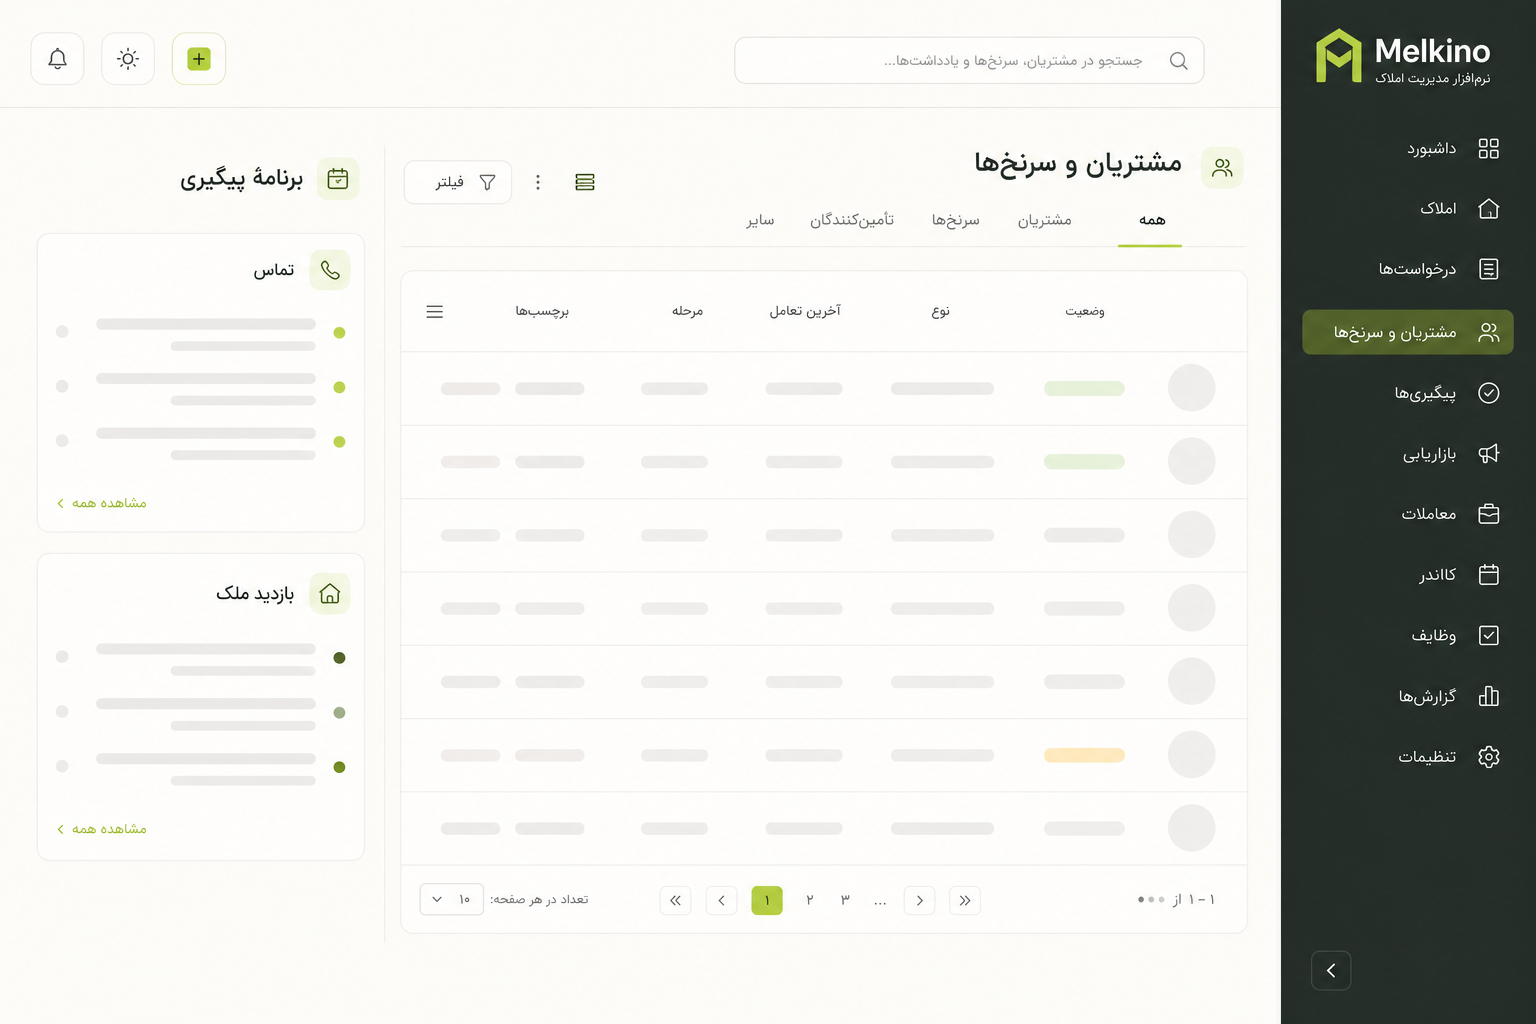 Melkino
نرم‌افزار مدیریت املاک
داشبورد
املاک
درخواست‌ها
مشتریان و سرنخ‌ها
پیگیری‌ها
بازاریابی
معاملات
کااندر
وظایف
گزارش‌ها
تنظیمات
جستجو در مشتریان، سرنخ‌ها و یادداشت‌ها...
مشتریان و سرنخ‌ها
فیلتر
همه مشتریان سرنخ‌ها تأمین‌کنندگان سایر
وضعیت نوع آخرین تعامل مرحله برچسب‌ها
۱ – ۱ از
۱ ۲ ۳ ...
تعداد در هر صفحه: ۱۰
برنامهٔ پیگیری
تماس
مشاهده همه
بازدید ملک
مشاهده همه